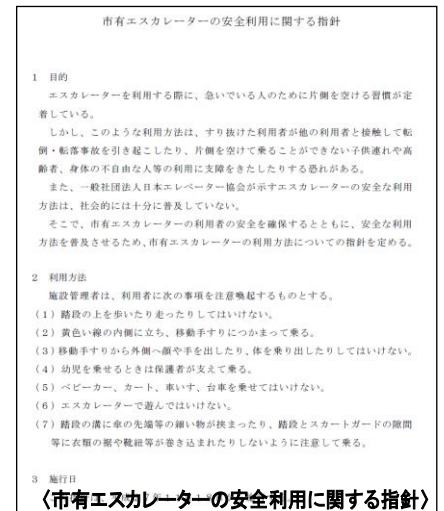 市有エスカレーターの安全利用に関する指針
1 目的
エスカレーターを利用する際に、急いでいる人のために片側を空ける習慣が定
着している。
しかし、このような利用方法は、すり抜けた利用者が他の利用者と接触して転
倒・転落事故を引き起こしたり、片側を空けて乗ることができない子供連れや高
齢者、身体の不自由な人等の利用に支障をきたしたりする恐れがある。
また、一般社団法人日本エレベーター協会が示すエスカレーターの安全な利用
方法は、社会的には十分に普及していない。
そこで、市有エスカレーターの利用者の安全を確保するとともに、安全な利用
方法を普及させるため、市有エスカレーターの利用方法についての指針を定める。
2 利用方法
施設管理者は、利用者に次の事項を注意喚起するものとする。
(1)踏段の上を歩いたり走ったりしてはいけない。
(2)黄色い線の内側に立ち、移動手すりにつかまって乗る。
(3)移動手すりから外側へ顔や手を出したり、体を乗り出したりしてはいけない。
(4)幼児を乗せるときは保護者が支えて乗る。
(5)ベビーカー、カート、車いす、台車を乗せてはいけない。
(6)エスカレーターで遊んではいけない。
(7)踏段の溝に傘の先端等の細い物が挟まったり、踏段とスカートガードの隙間
等に衣類の裾や靴紐等が巻き込まれたりしないように注意して乗る。
3 施行日
〈市有エスカレーターの安全利用に関する指針〉